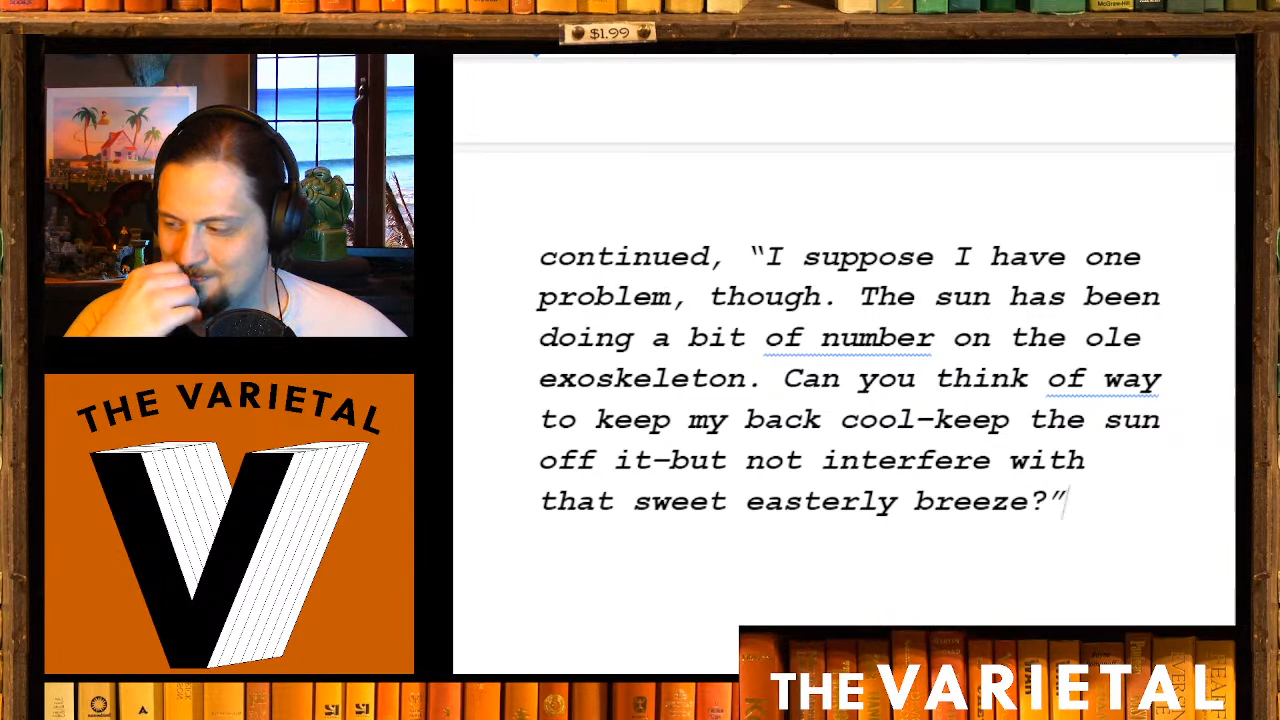 McGraw-Hill
$1.99
continued, “I suppose I have one
problem, though. The sun has been
doing a bit of number on the ole
exoskeleton. Can you think of way
to keep my back cool–keep the sun
off it–but not interfere with
that sweet easterly breeze?”
THE VARIETAL
V
THE VARIETAL